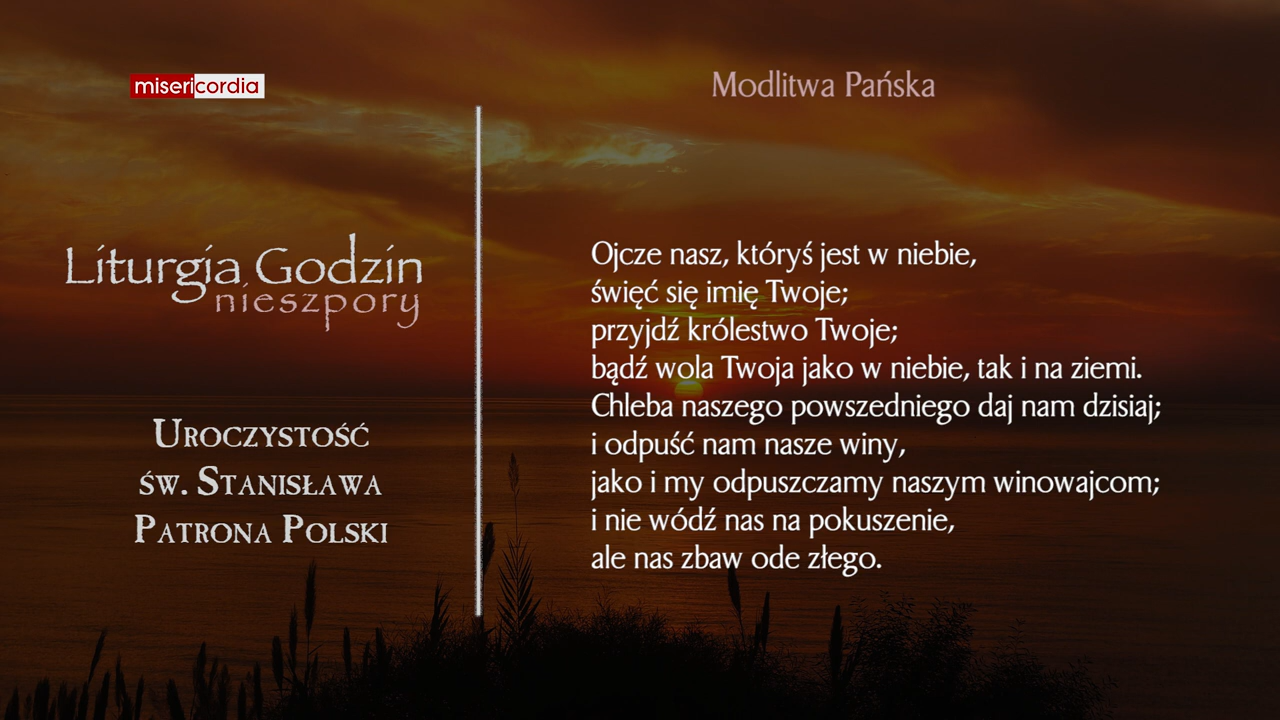 misericordia
Liturgia Godzin
nieszpory
Uroczystość
św. Stanisława
Patrona Polski
Modlitwa Pańska
Ojcze nasz, któryś jest w niebie,
święć się imię Twoje;
przyjdź królestwo Twoje;
bądź wola Twoja jako w niebie, tak i na ziemi.
Chleba naszego powszedniego daj nam dzisiaj;
i odpuść nam nasze winy,
jako i my odpuszczamy naszym winowajcom;
i nie wódź nas na pokuszenie,
ale nas zbaw ode złego.